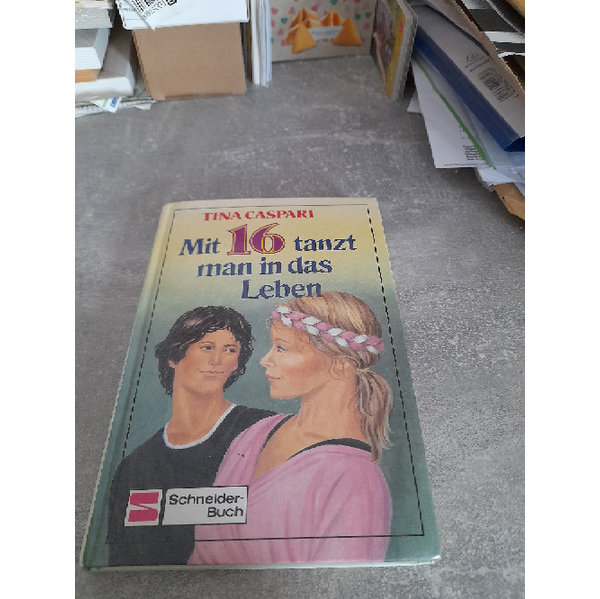 TINA CASPARI
Mit 16 tanzt
man in das
Leben
Schneider-
Buch